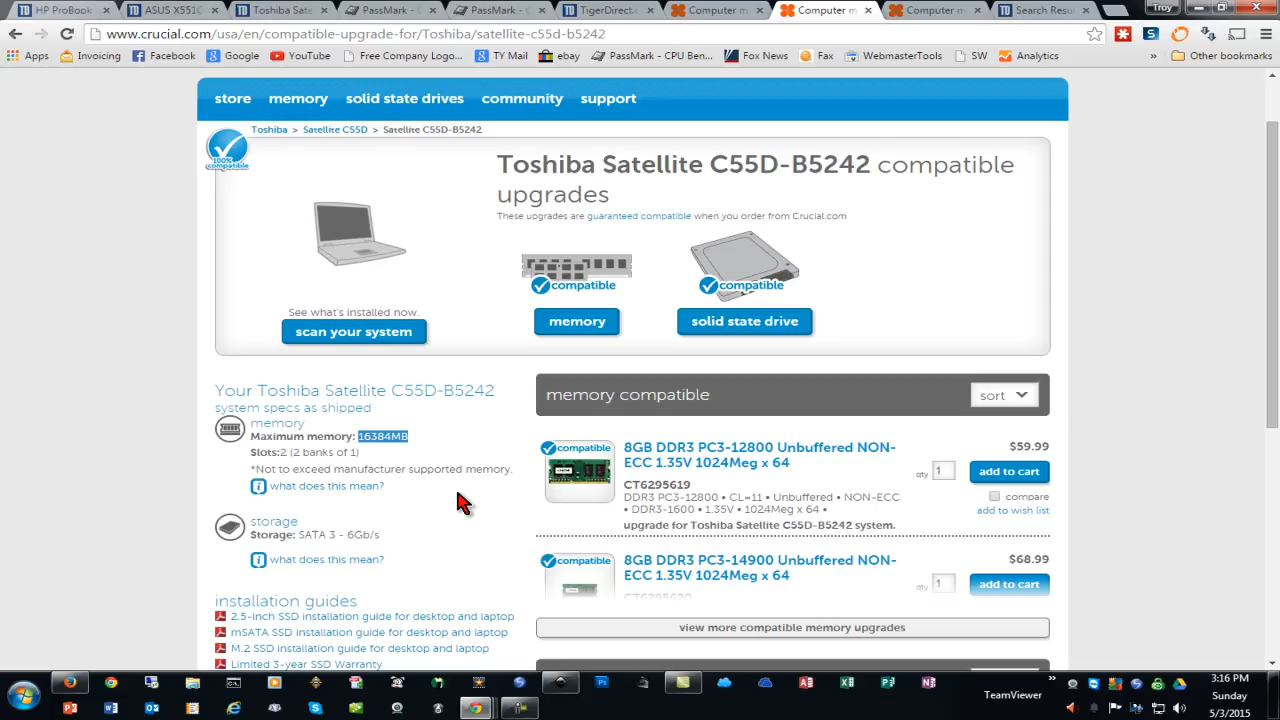 HP ProBook
ASUS X551C
Toshiba Sate
PassMark - C
PassMark - C
TigerDirect.c
Computer m
Computer m
Computer m
Search Resu
Troy
www.crucial.com/usa/en/compatible-upgrade-for/Toshiba/satellite-c55d-b5242
Apps
Invoicing
Facebook
Google
YouTube
Free Company Logo...
TY Mail
ebay
PassMark - CPU Ben...
Fox News
Fax
WebmasterTools
SW
Analytics
»
Other bookmarks
store
memory
solid state drives
community
support
Toshiba > Satellite C55D > Satellite C55D-B5242
100%
compatible
Toshiba Satellite C55D-B5242 compatible
upgrades
These upgrades are guaranteed compatible when you order from Crucial.com
compatible
compatible
See what's installed now.
scan your system
memory
solid state drive
Your Toshiba Satellite C55D-B5242
system specs as shipped
memory
Maximum memory: 16384MB
Slots:2 (2 banks of 1)
*Not to exceed manufacturer supported memory.
what does this mean?
storage
Storage: SATA 3 - 6Gb/s
what does this mean?
installation guides
2.5-inch SSD installation guide for desktop and laptop
mSATA SSD installation guide for desktop and laptop
M.2 SSD installation guide for desktop and laptop
Limited 3-year SSD Warranty
memory compatible
sort
compatible
8GB DDR3 PC3-12800 Unbuffered NON-
ECC 1.35V 1024Meg x 64
CT6295619
DDR3 PC3-12800 • CL=11 • Unbuffered • NON-ECC
• DDR3-1600 • 1.35V • 1024Meg x 64 •
upgrade for Toshiba Satellite C55D-B5242 system.
$59.99
qty 1
add to cart
compare
add to wish list
compatible
8GB DDR3 PC3-14900 Unbuffered NON-
ECC 1.35V 1024Meg x 64
CT6295620
$68.99
qty 1
add to cart
view more compatible memory upgrades
TeamViewer
»
3:16 PM
Sunday
5/3/2015